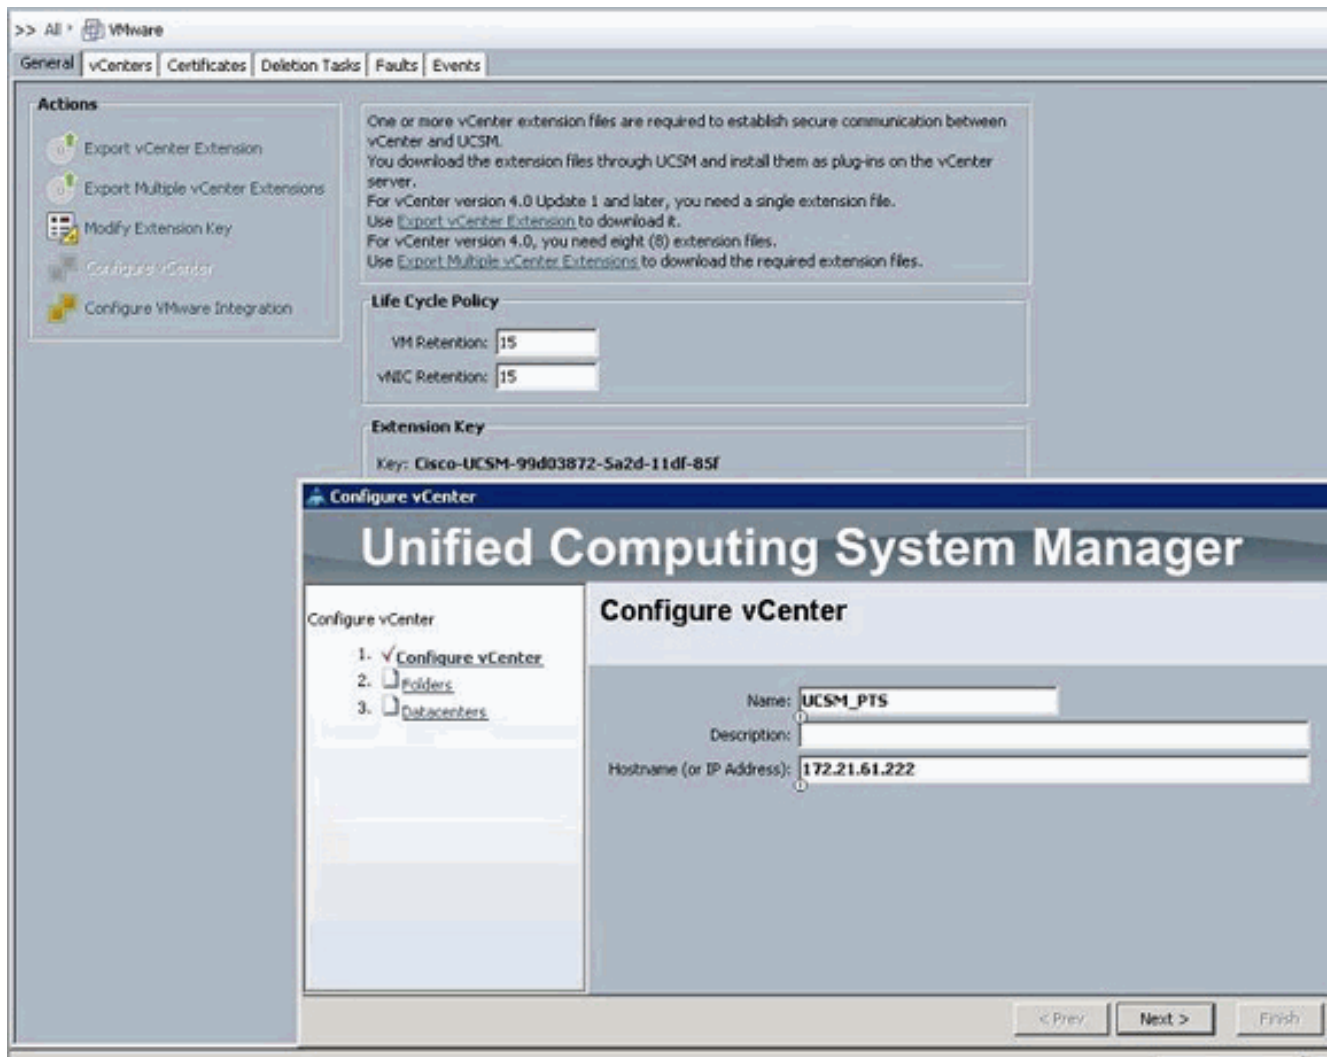 >> All VMware
General vCenters Certificates Deletion Tasks Faults Events
Actions
Export vCenter Extension
Export Multiple vCenter Extensions
Modify Extension Key
Configure vCenter
Configure VMware Integration
One or more vCenter extension files are required to establish secure communication between
vCenter and UCSM.
You download the extension files through UCSM and install them as plug-ins on the vCenter
server.
For vCenter version 4.0 Update 1 and later, you need a single extension file.
Use Export vCenter Extension to download it.
For vCenter version 4.0, you need eight (8) extension files.
Use Export Multiple vCenter Extensions to download the required extension files.
Life Cycle Policy
VM Retention: 15
vNIC Retention: 15
Extension Key
Key: Cisco-UCSM-99d03872-5a2d-11df-85f
Configure vCenter
Unified Computing System Manager
Configure vCenter
1. √ Configure vCenter
2. Folders
3. Datacenters
Configure vCenter
Name: UCSM_PTS
Description:
Hostname (or IP Address): 172.21.61.222
< Prev Next > Finish